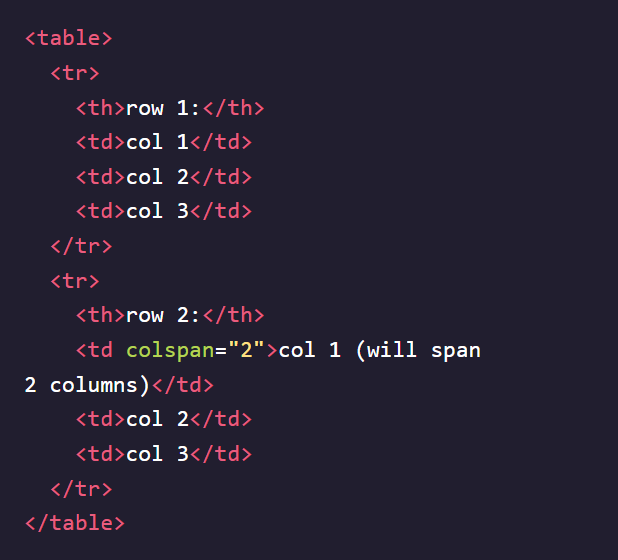 <table>
  <tr>
    <th>row 1:</th>
    <td>col 1</td>
    <td>col 2</td>
    <td>col 3</td>
  </tr>
  <tr>
    <th>row 2:</th>
    <td colspan="2">col 1 (will span
2 columns)</td>
    <td>col 2</td>
    <td>col 3</td>
  </tr>
</table>